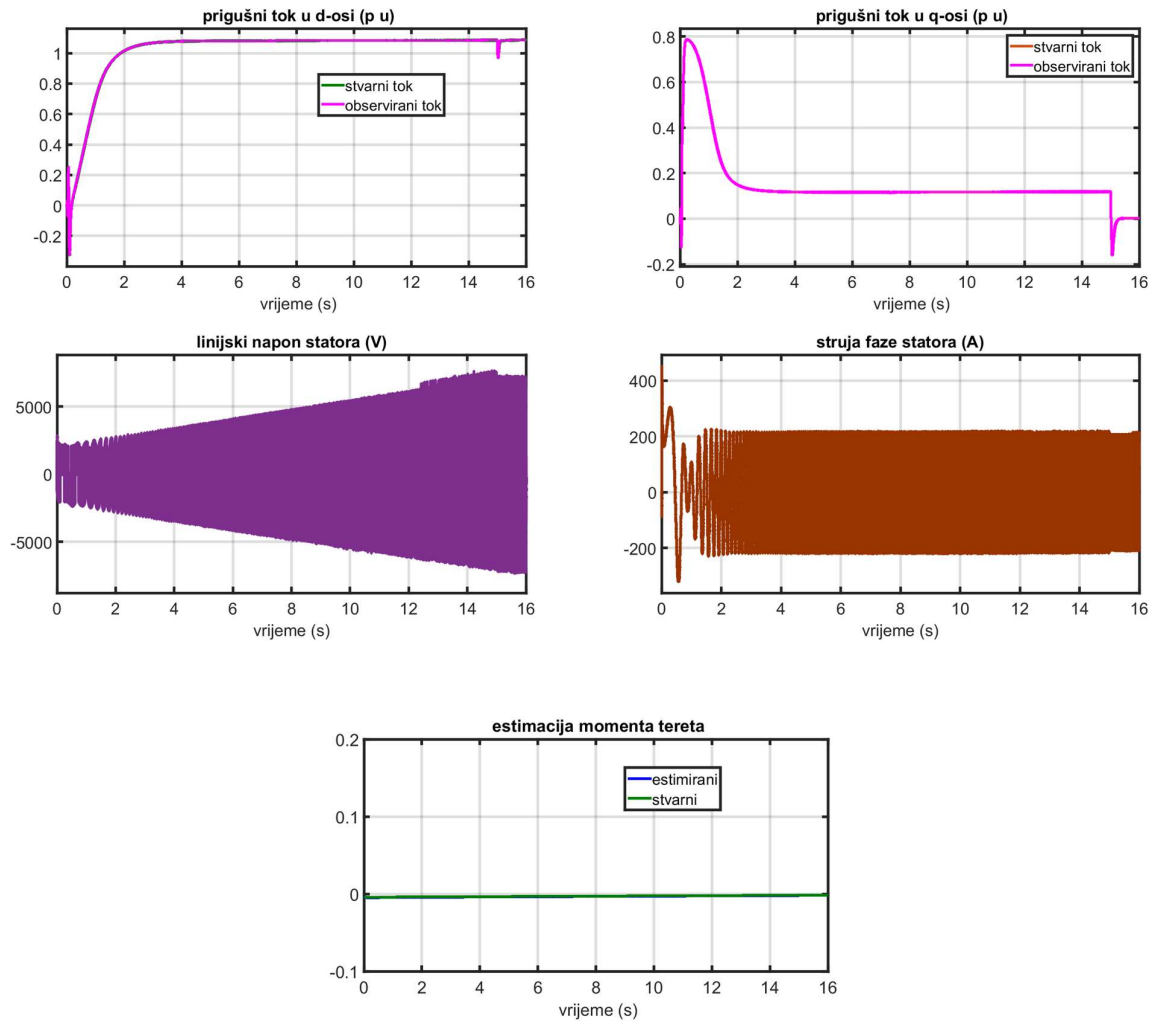 prigušni tok u d-osi (p u)
1
0.8
0.6
0.4
0.2
0
-0.2
stvarni tok
observirani tok
0 2 4 6 8 10 12 14 16
vrijeme (s)
prigušni tok u q-osi (p u)
0.8
0.6
0.4
0.2
0
-0.2
stvarni tok
observirani tok
0 2 4 6 8 10 12 14 16
vrijeme (s)
linijski napon statora (V)
5000
0
-5000
0 2 4 6 8 10 12 14 16
vrijeme (s)
struja faze statora (A)
400
200
0
-200
0 2 4 6 8 10 12 14 16
vrijeme (s)
estimacija momenta tereta
0.2
0.1
0
-0.1
estimirani
stvarni
0 2 4 6 8 10 12 14 16
vrijeme (s)